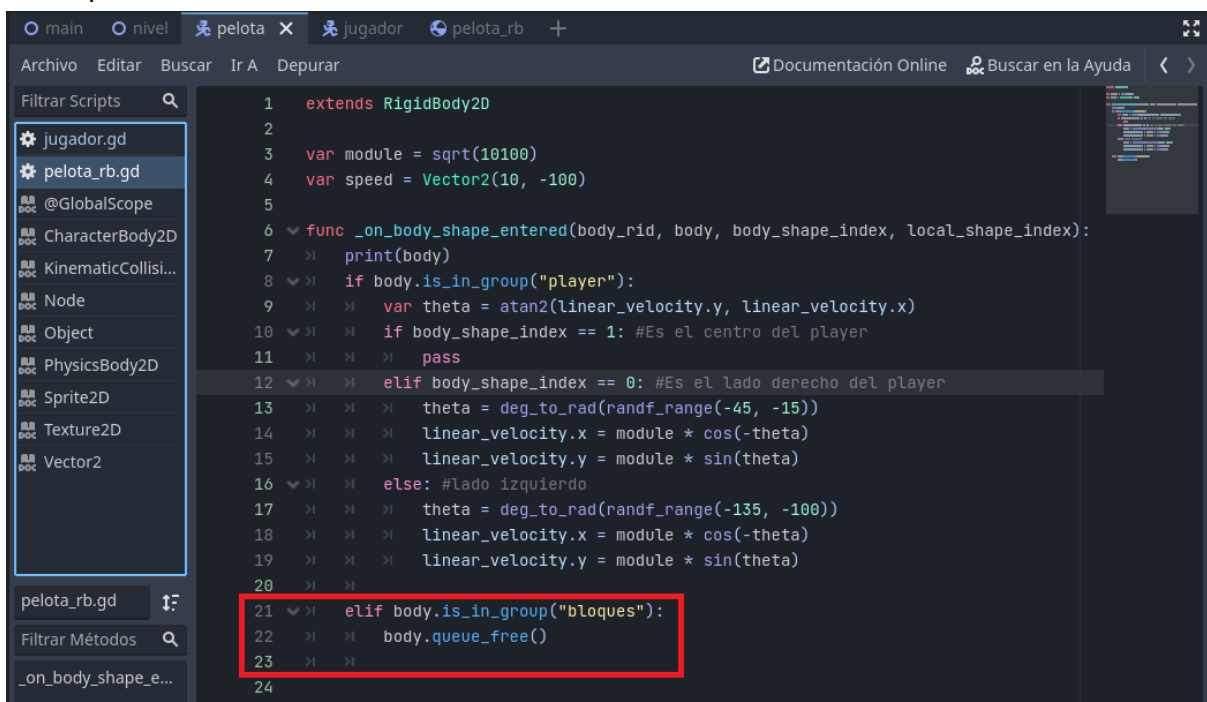 main nivel pelota jugador pelota_rb
Archivo Editar Buscar Ir A Depurar Documentación Online Buscar en la Ayuda
Filtrar Scripts
jugador.gd
pelota_rb.gd
@GlobalScope
CharacterBody2D
KinematicCollisi...
Node
Object
PhysicsBody2D
Sprite2D
Texture2D
Vector2
pelota_rb.gd
Filtrar Métodos
_on_body_shape_e...
1 extends RigidBody2D
2
3 var module = sqrt(10100)
4 var speed = Vector2(10, -100)
5
6 func _on_body_shape_entered(body_rid, body, body_shape_index, local_shape_index):
7 print(body)
8 if body.is_in_group("player"):
9 var theta = atan2(linear_velocity.y, linear_velocity.x)
10 if body_shape_index == 1: #Es el centro del player
11 pass
12 elif body_shape_index == 0: #Es el lado derecho del player
13 theta = deg_to_rad(randf_range(-45, -15))
14 linear_velocity.x = module * cos(-theta)
15 linear_velocity.y = module * sin(theta)
16 else: #lado izquierdo
17 theta = deg_to_rad(randf_range(-135, -100))
18 linear_velocity.x = module * cos(-theta)
19 linear_velocity.y = module * sin(theta)
20
21 elif body.is_in_group("bloques"):
22 body.queue_free()
23
24